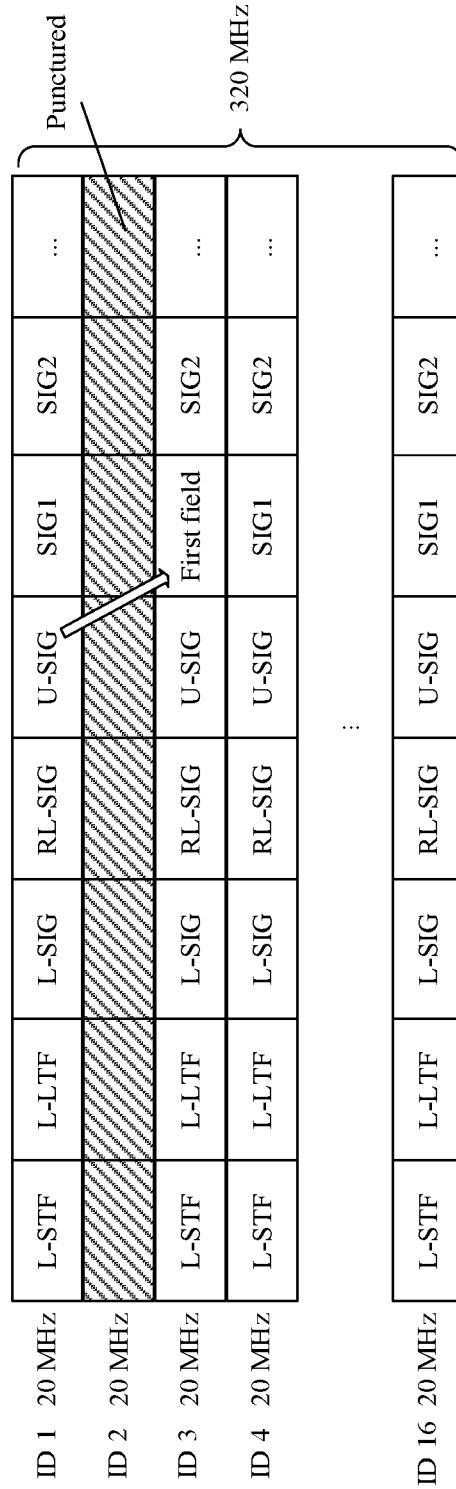 ID 1 20 MHz L-STF L-LTF L-SIG RL-SIG U-SIG SIG1 SIG2 ...
Punctured
ID 2 20 MHz
ID 3 20 MHz L-STF L-LTF L-SIG RL-SIG U-SIG First field SIG2 ...
320 MHz
ID 4 20 MHz L-STF L-LTF L-SIG RL-SIG U-SIG SIG1 SIG2 ...
...
ID 16 20 MHz L-STF L-LTF L-SIG RL-SIG U-SIG SIG1 SIG2 ...